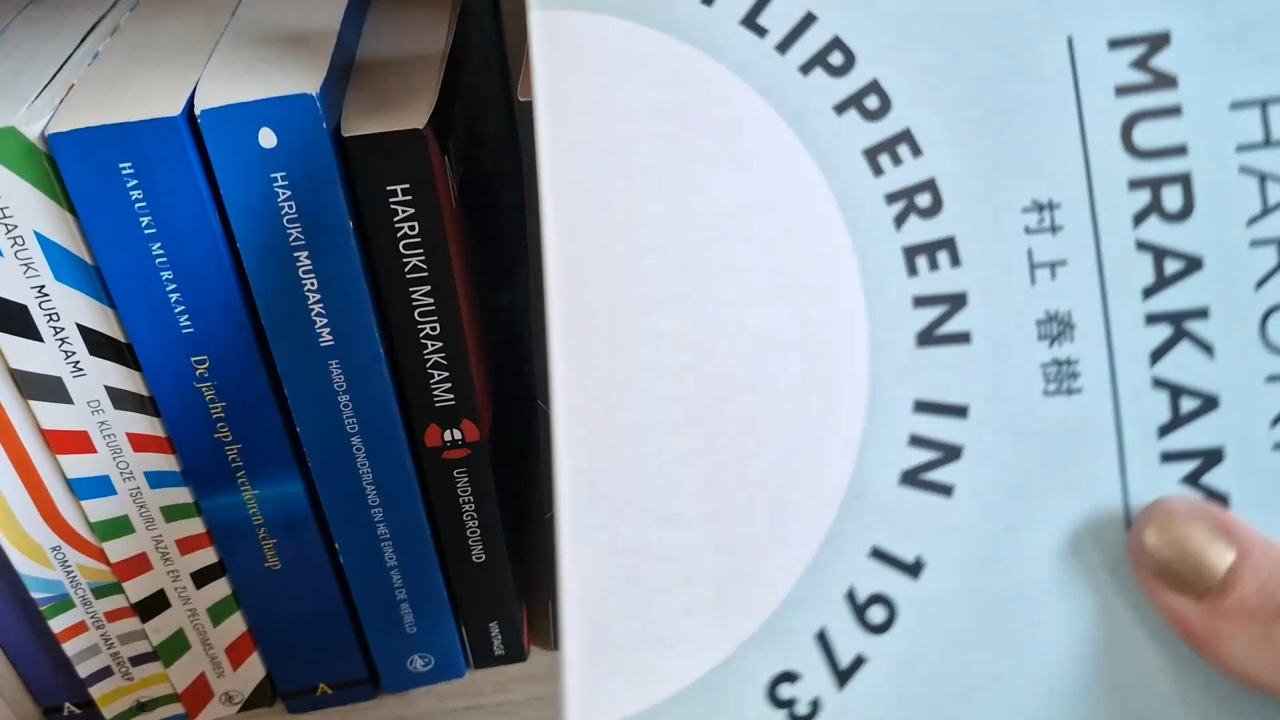 ROMANSCHRIJVER VAN BEROEP
HARUKI MURAKAMI DE KLEURLOZE TSUKURU TAZAKI EN ZIJN PELGRIMSJAREN
HARUKI MURAKAMI De jacht op het verloren schaap
A
HARUKI MURAKAMI HARD-BOILED WONDERLAND EN HET EINDE VAN DE WERELD
HARUKI MURAKAMI UNDERGROUND
VINTAGE
LIPPEREN IN 1973
村上 春樹
MURAKAM
HARUKI
A